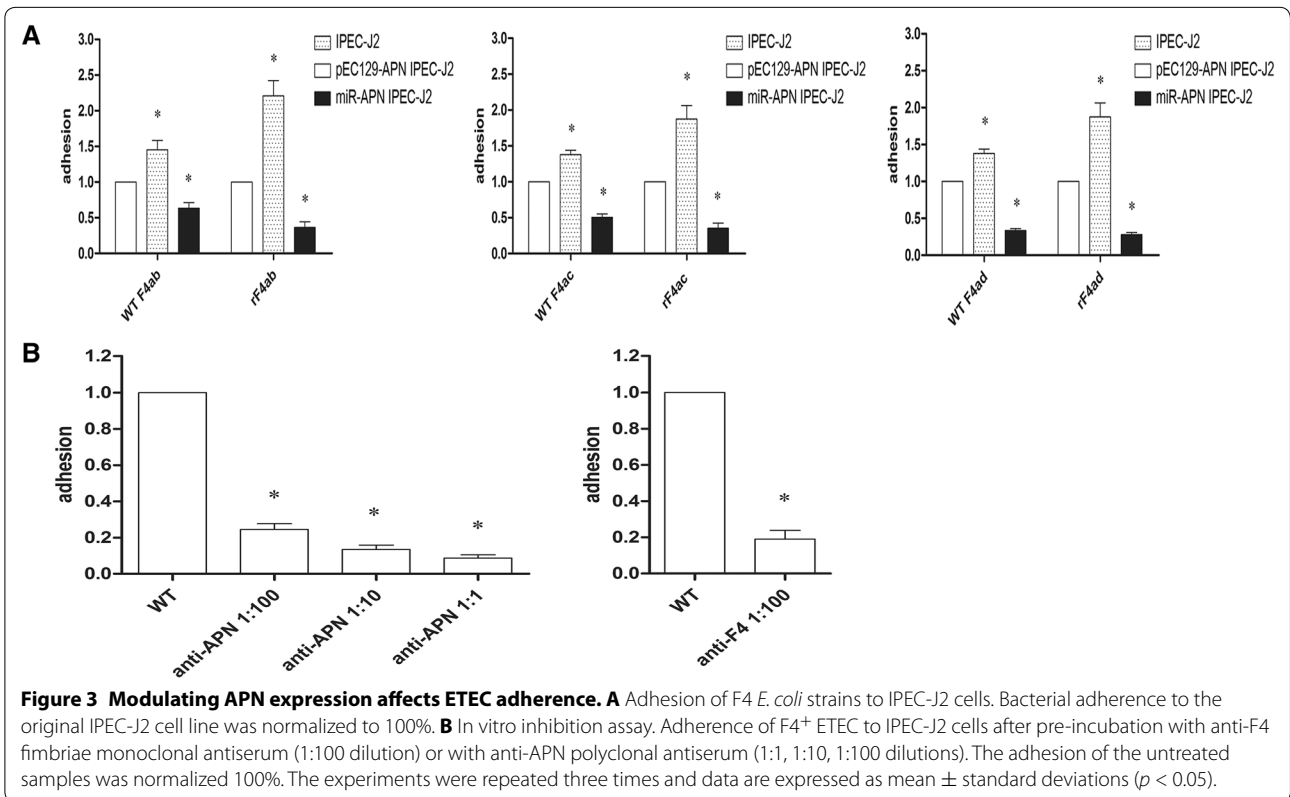 A
3.0
2.5
2.0
1.5
1.0
0.5
0.0
adhesion
* * * *
WT F4ab
rF4ab
IPEC-J2
pEC129-APN IPEC-J2
miR-APN IPEC-J2
3.0
2.5
2.0
1.5
1.0
0.5
0.0
adhesion
* * * *
WT F4ac
rF4ac
IPEC-J2
pEC129-APN IPEC-J2
miR-APN IPEC-J2
3.0
2.5
2.0
1.5
1.0
0.5
0.0
adhesion
* * * *
WT F4ad
rF4ad
IPEC-J2
pEC129-APN IPEC-J2
miR-APN IPEC-J2
B
1.2
1.0
0.8
0.6
0.4
0.2
0.0
adhesion
* * *
WT
anti-APN 1:100
anti-APN 1:10
anti-APN 1:1
1.2
1.0
0.8
0.6
0.4
0.2
0.0
adhesion
*
WT
anti-F4 1:100
Figure 3 Modulating APN expression affects ETEC adherence. A Adhesion of F4 E. coli strains to IPEC-J2 cells. Bacterial adherence to the
original IPEC-J2 cell line was normalized to 100%. B In vitro inhibition assay. Adherence of F4+ ETEC to IPEC-J2 cells after pre-incubation with anti-F4
fimbriae monoclonal antiserum (1:100 dilution) or with anti-APN polyclonal antiserum (1:1, 1:10, 1:100 dilutions). The adhesion of the untreated
samples was normalized 100%. The experiments were repeated three times and data are expressed as mean ± standard deviations (p < 0.05).